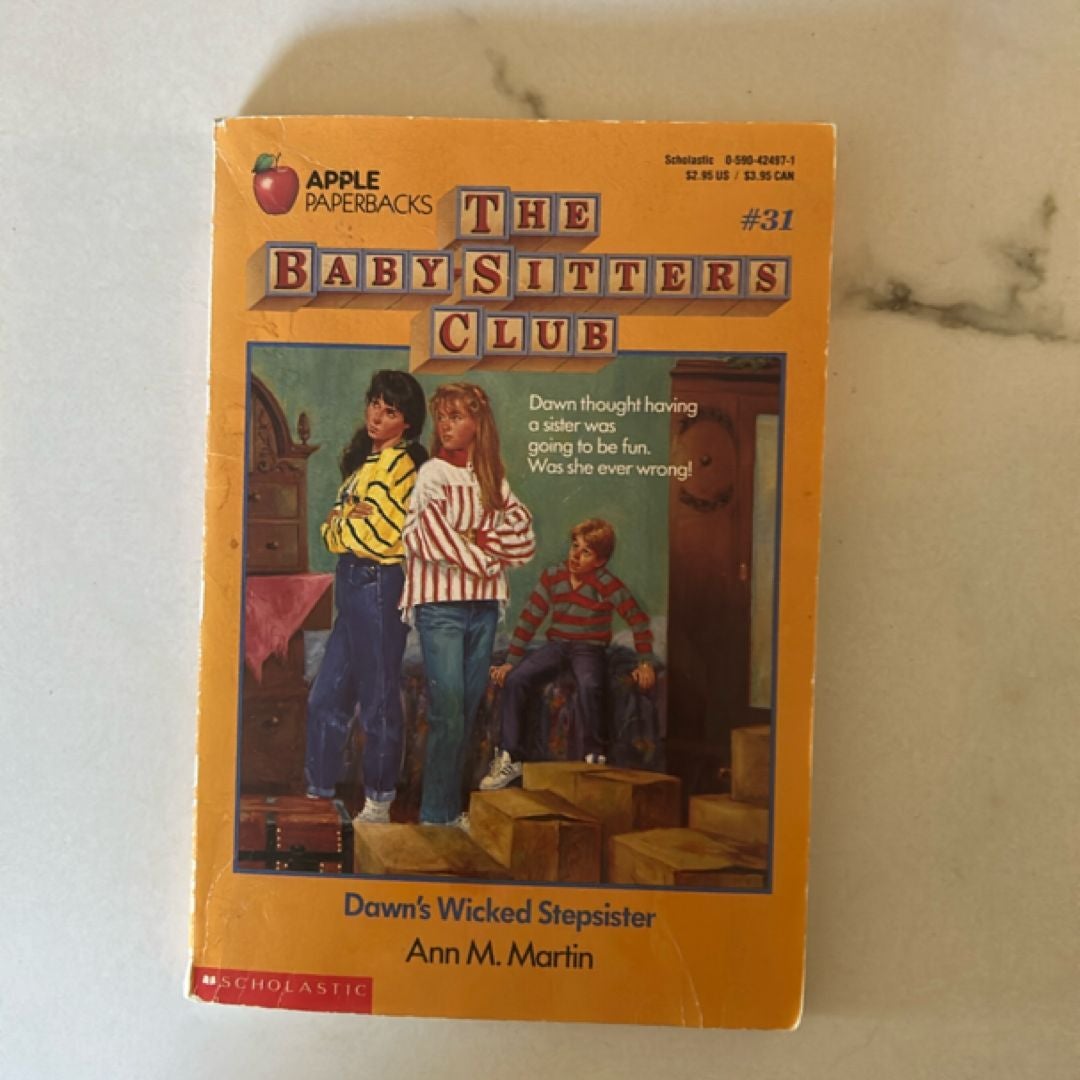 APPLE
PAPERBACKS
Scholastic 0-590-42497-1
$2.95 US / $3.95 CAN
#31
THE
BABY-SITTERS
CLUB
Dawn thought having
a sister was
going to be fun.
Was she ever wrong!
Dawn's Wicked Stepsister
Ann M. Martin
SCHOLASTIC